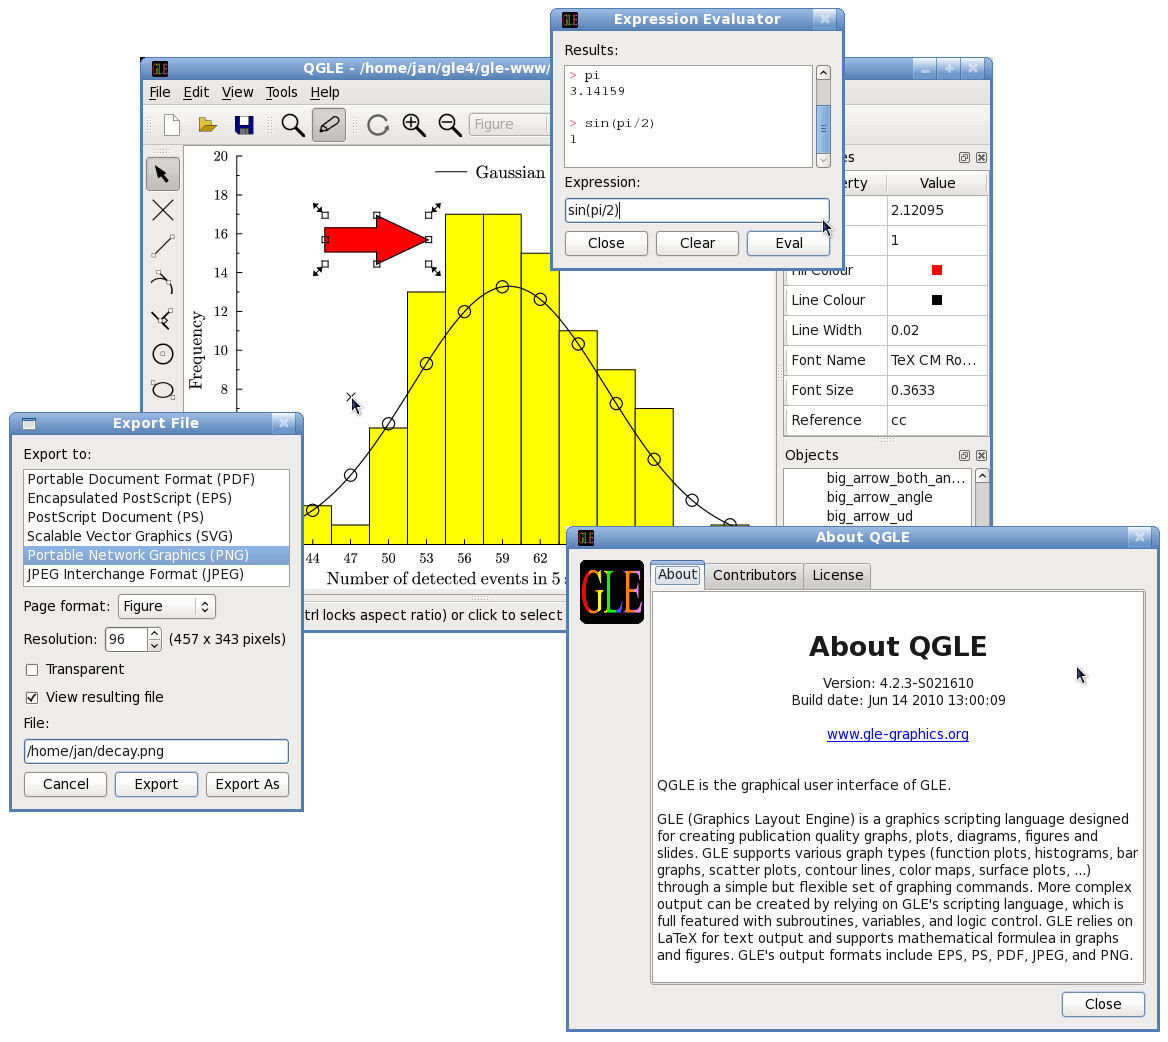 GLE
Expression Evaluator
Results:
> pi
3.14159
> sin(pi/2)
1
Expression:
sin(pi/2)
Close Clear Eval
GLE
QGLE - /home/jan/gle4/gle-www/
File Edit View Tools Help
Figure
20
18
16
14
12
10
8
Frequency
Gaussian
44 47 50 53 56 59 62
Number of detected events in 5 s
trl locks aspect ratio) or click to select
Value
2.12095
1
Fill Colour
Line Colour
Line Width 0.02
Font Name TeX CM Ro...
Font Size 0.3633
Reference cc
Objects
big_arrow_both_an...
big_arrow_angle
big_arrow_ud
Export File
Export to:
Portable Document Format (PDF)
Encapsulated PostScript (EPS)
PostScript Document (PS)
Scalable Vector Graphics (SVG)
Portable Network Graphics (PNG)
JPEG Interchange Format (JPEG)
Page format: Figure
Resolution: 96 (457 x 343 pixels)
Transparent
View resulting file
File:
/home/jan/decay.png
Cancel Export Export As
GLE
About QGLE
GLE
About Contributors License
About QGLE
Version: 4.2.3-S021610
Build date: Jun 14 2010 13:00:09
www.gle-graphics.org
QGLE is the graphical user interface of GLE.
GLE (Graphics Layout Engine) is a graphics scripting language designed
for creating publication quality graphs, plots, diagrams, figures and
slides. GLE supports various graph types (function plots, histograms, bar
graphs, scatter plots, contour lines, color maps, surface plots, ...)
through a simple but flexible set of graphing commands. More complex
output can be created by relying on GLE's scripting language, which is
full featured with subroutines, variables, and logic control. GLE relies on
LaTeX for text output and supports mathematical formulea in graphs
and figures. GLE's output formats include EPS, PS, PDF, JPEG, and PNG.
Close